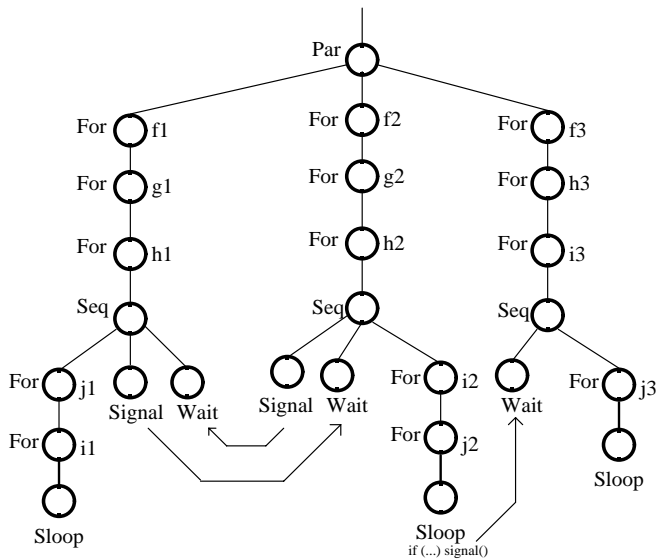 Par
For f1
For f2
For f3
For g1
For g2
For h3
For h1
For h2
For i3
Seq
Seq
Seq
For j1
Signal
Wait
Signal
Wait
For i2
Wait
For j3
For i1
For j2
Sloop
Sloop
if (...) signal()
Sloop